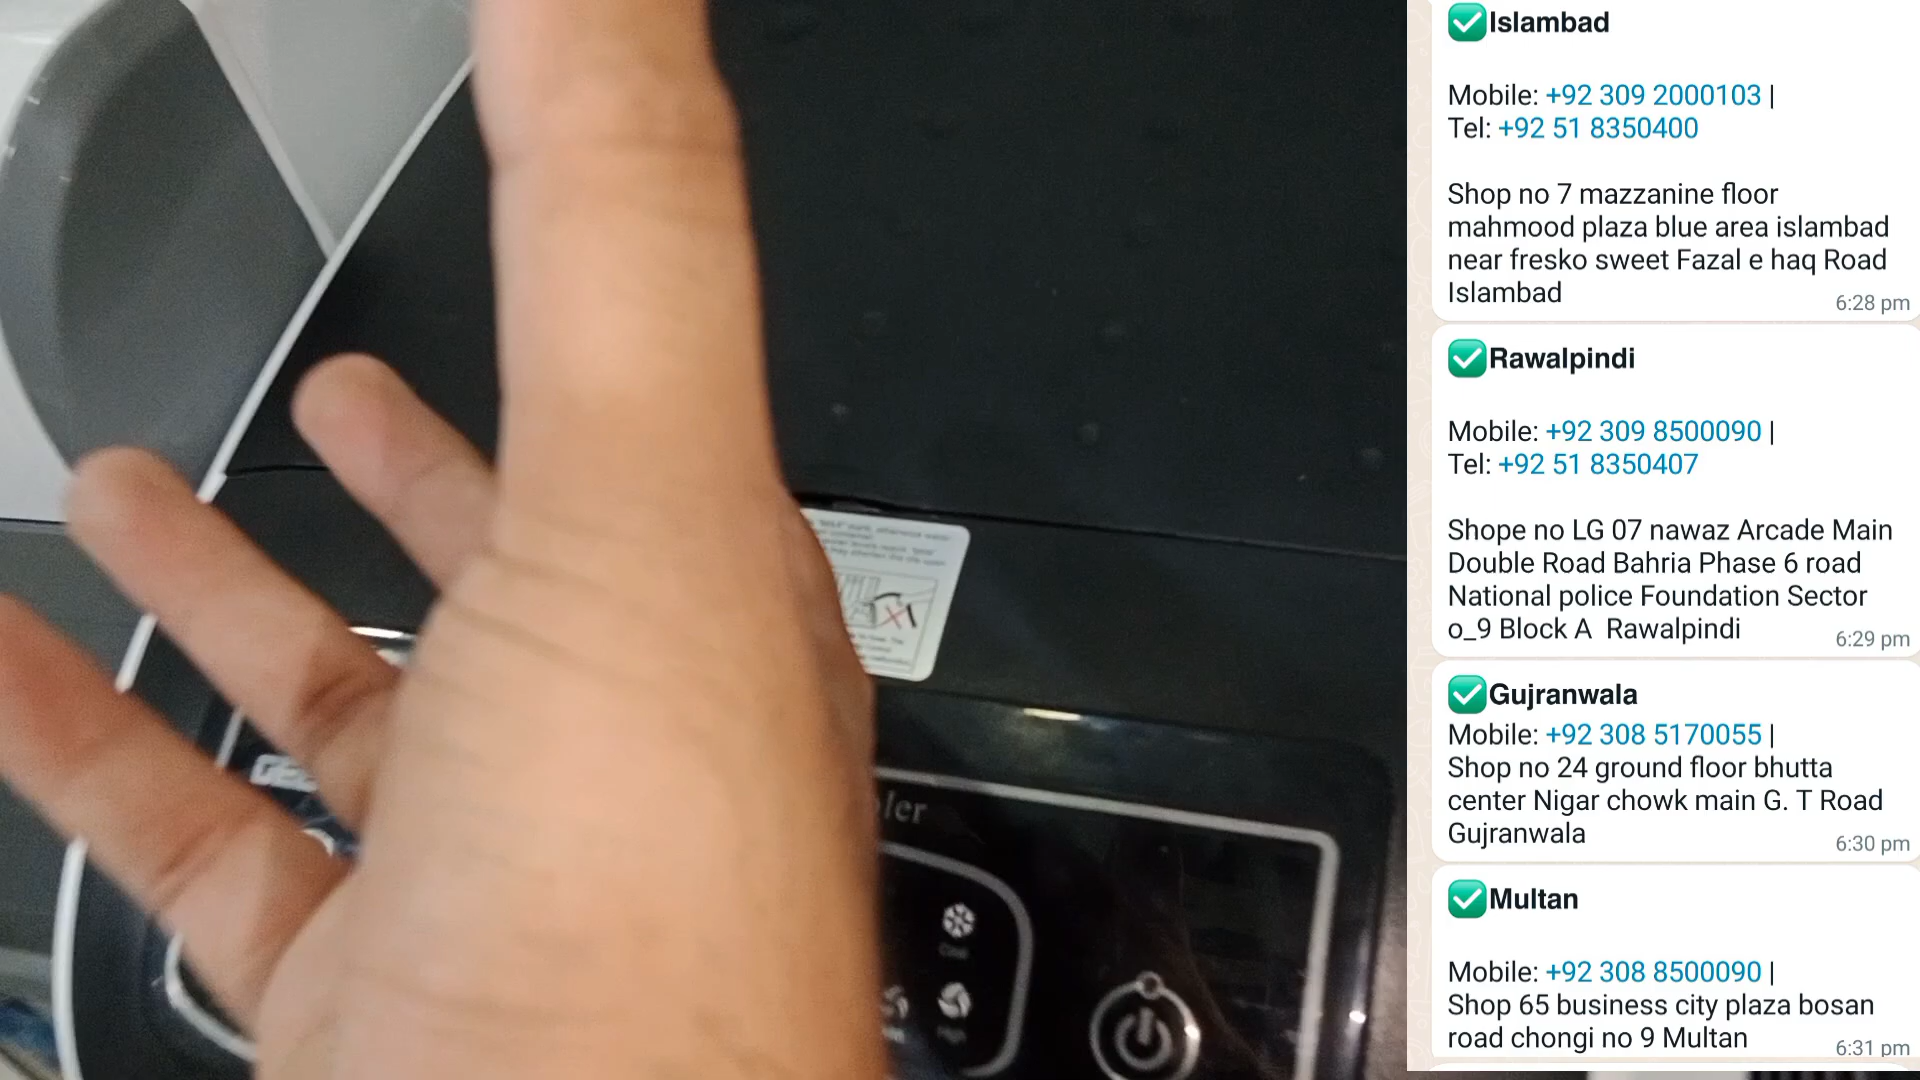 ✅Islambad
Mobile: +92 309 2000103 |
Tel: +92 51 8350400
Shop no 7 mazzanine floor
mahmood plaza blue area islambad
near fresko sweet Fazal e haq Road
Islambad
6:28 pm
✅Rawalpindi
Mobile: +92 309 8500090 |
Tel: +92 51 8350407
Shope no LG 07 nawaz Arcade Main
Double Road Bahria Phase 6 road
National police Foundation Sector
o_9 Block A  Rawalpindi
6:29 pm
✅Gujranwala
Mobile: +92 308 5170055 |
Shop no 24 ground floor bhutta
center Nigar chowk main G. T Road
Gujranwala
6:30 pm
✅Multan
Mobile: +92 308 8500090 |
Shop 65 business city plaza bosan
road chongi no 9 Multan
6:31 pm
Cool
High